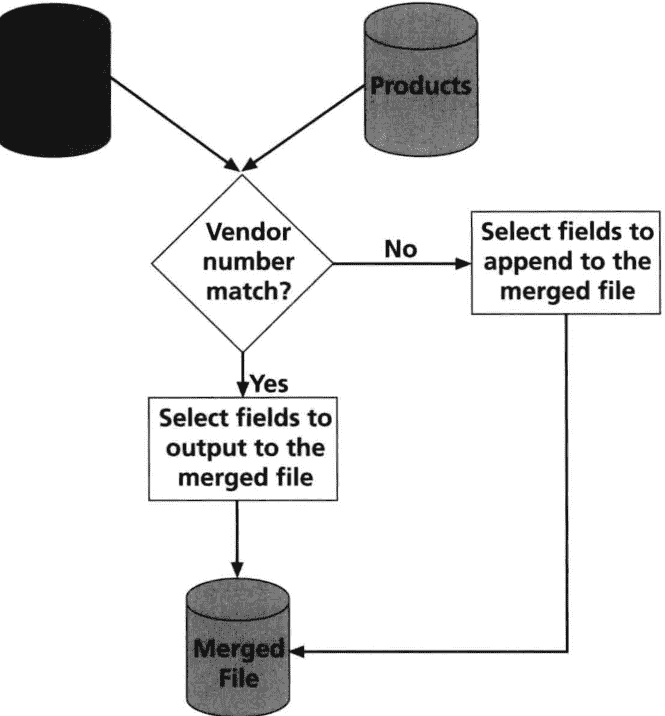 Products
Vendor
number
match?
No
Select fields to
append to the
merged file
Yes
Select fields to
output to the
merged file
Merged
File